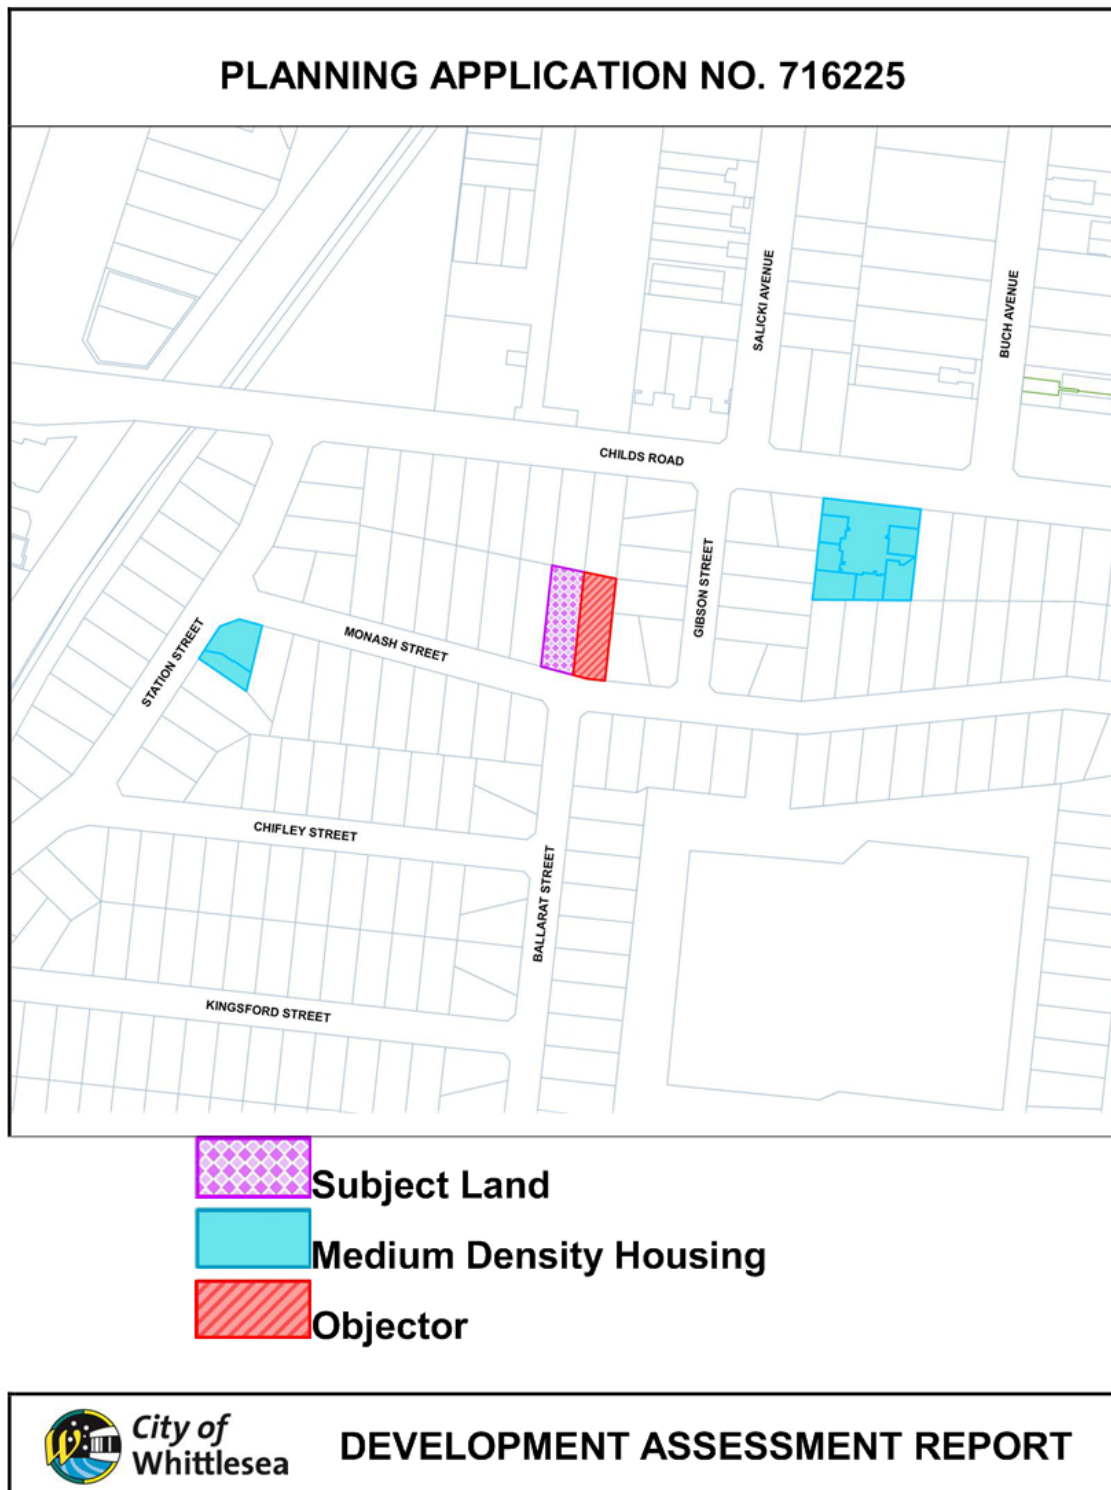 PLANNING APPLICATION NO. 716225
SALICKI AVENUE
BUCH AVENUE
CHILDS ROAD
GIBSON STREET
MONASH STREET
STATION STREET
CHIFLEY STREET
BALLARAT STREET
KINGSFORD STREET
Subject Land
Medium Density Housing
Objector
City of
Whittlesea
DEVELOPMENT ASSESSMENT REPORT